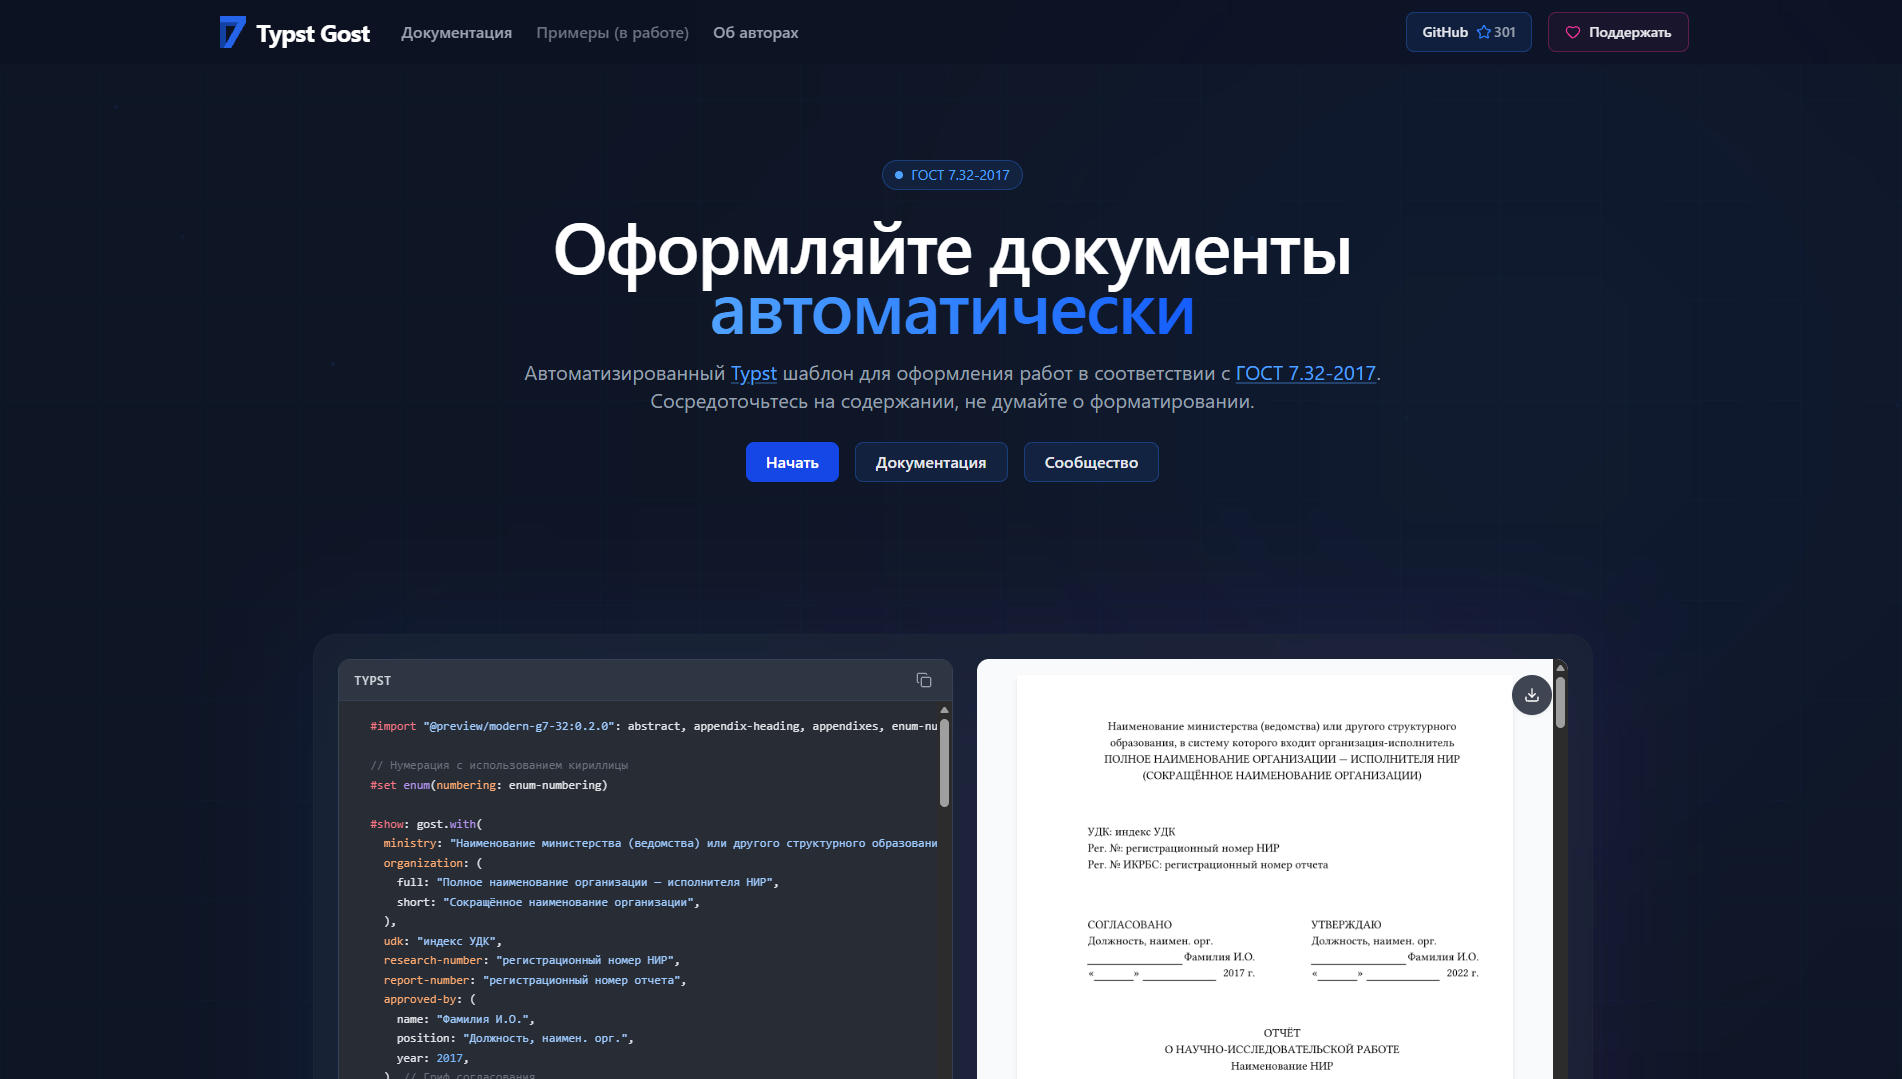 Typst Gost
Документация
Примеры (в работе)
Об авторах
GitHub 301
Поддержать
ГОСТ 7.32-2017
Оформляйте документы
автоматически
Автоматизированный Typst шаблон для оформления работ в соответствии с ГОСТ 7.32-2017.
Сосредоточьтесь на содержании, не думайте о форматировании.
Начать
Документация
Сообщество
TYPST
#import "@preview/modern-g7-32:0.2.0": abstract, appendix-heading, appendixes, enum-nu
// Нумерация с использованием кириллицы
#set enum(numbering: enum-numbering)
#show: gost.with(
ministry: "Наименование министерства (ведомства) или другого структурного образовани
organization: (
full: "Полное наименование организации — исполнителя НИР",
short: "Сокращённое наименование организации",
),
udk: "индекс УДК",
research-number: "регистрационный номер НИР",
report-number: "регистрационный номер отчета",
approved-by: (
name: "Фамилия И.О.",
position: "Должность, наимен. орг.",
year: 2017,
), // Гриф согласования
Наименование министерства (ведомства) или другого структурного
образования, в систему которого входит организация-исполнитель
ПОЛНОЕ НАИМЕНОВАНИЕ ОРГАНИЗАЦИИ — ИСПОЛНИТЕЛЯ НИР
(СОКРАЩЁННОЕ НАИМЕНОВАНИЕ ОРГАНИЗАЦИИ)
УДК: индекс УДК
Рег. №: регистрационный номер НИР
Рег. № ИКРБС: регистрационный номер отчета
СОГЛАСОВАНО
Должность, наимен. орг.
Фамилия И.О.
« » 2017 г.
УТВЕРЖДАЮ
Должность, наимен. орг.
Фамилия И.О.
« » 2022 г.
ОТЧЁТ
О НАУЧНО-ИССЛЕДОВАТЕЛЬСКОЙ РАБОТЕ
Наименование НИР